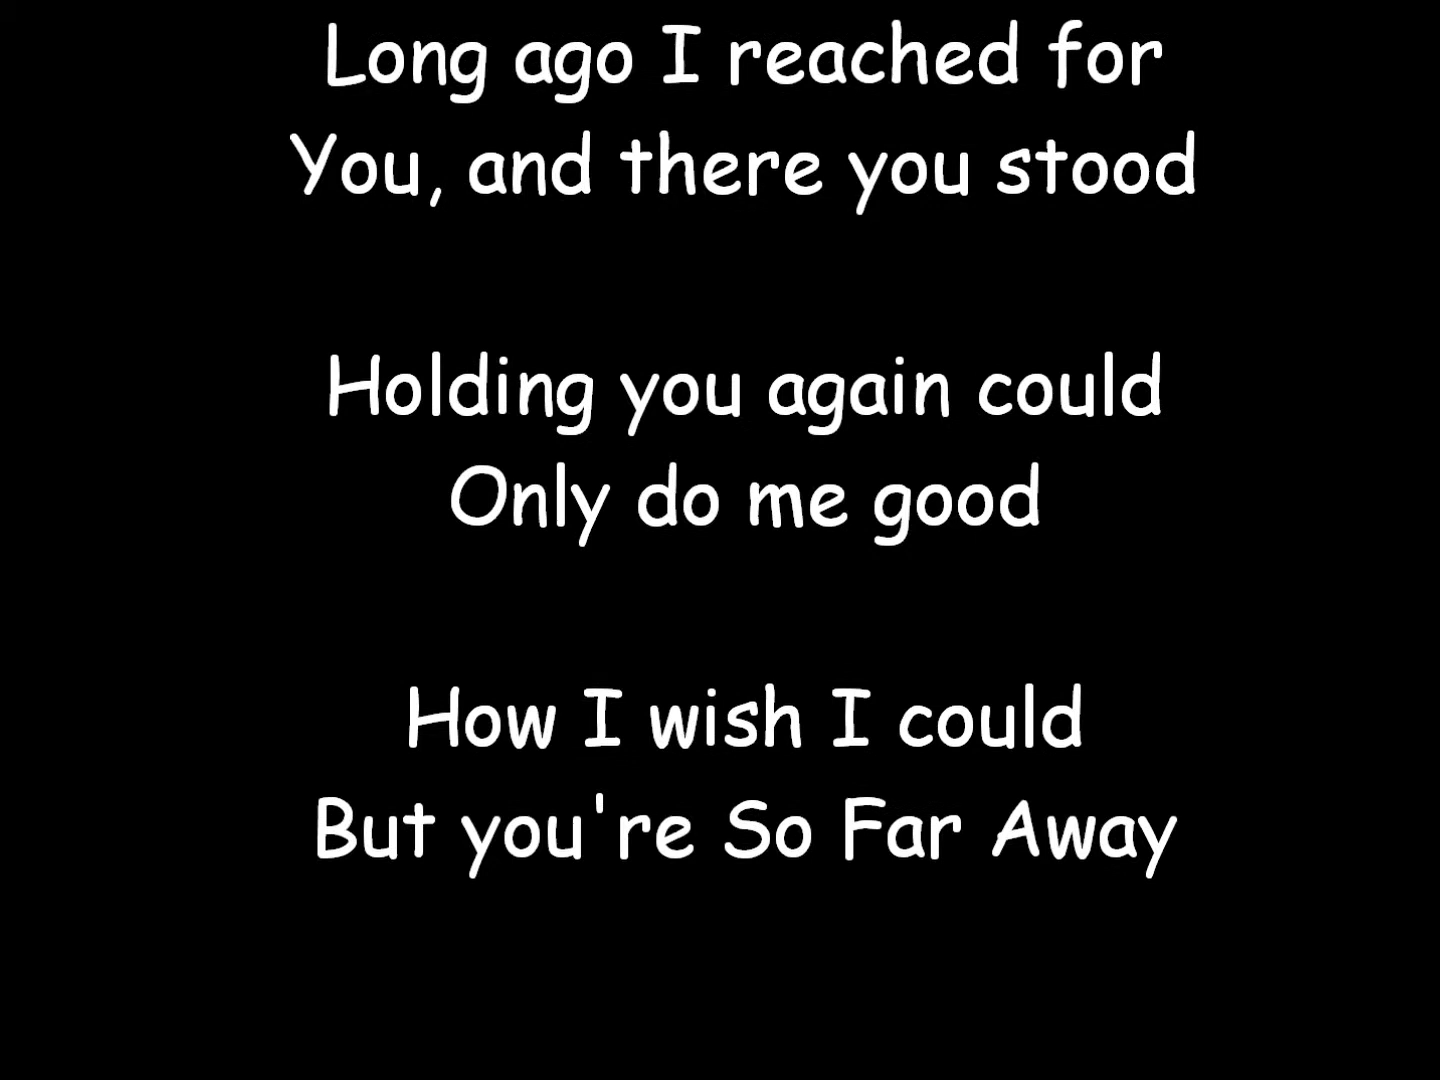 Long ago I reached for
You, and there you stood
Holding you again could
Only do me good
How I wish I could
But you're So Far Away